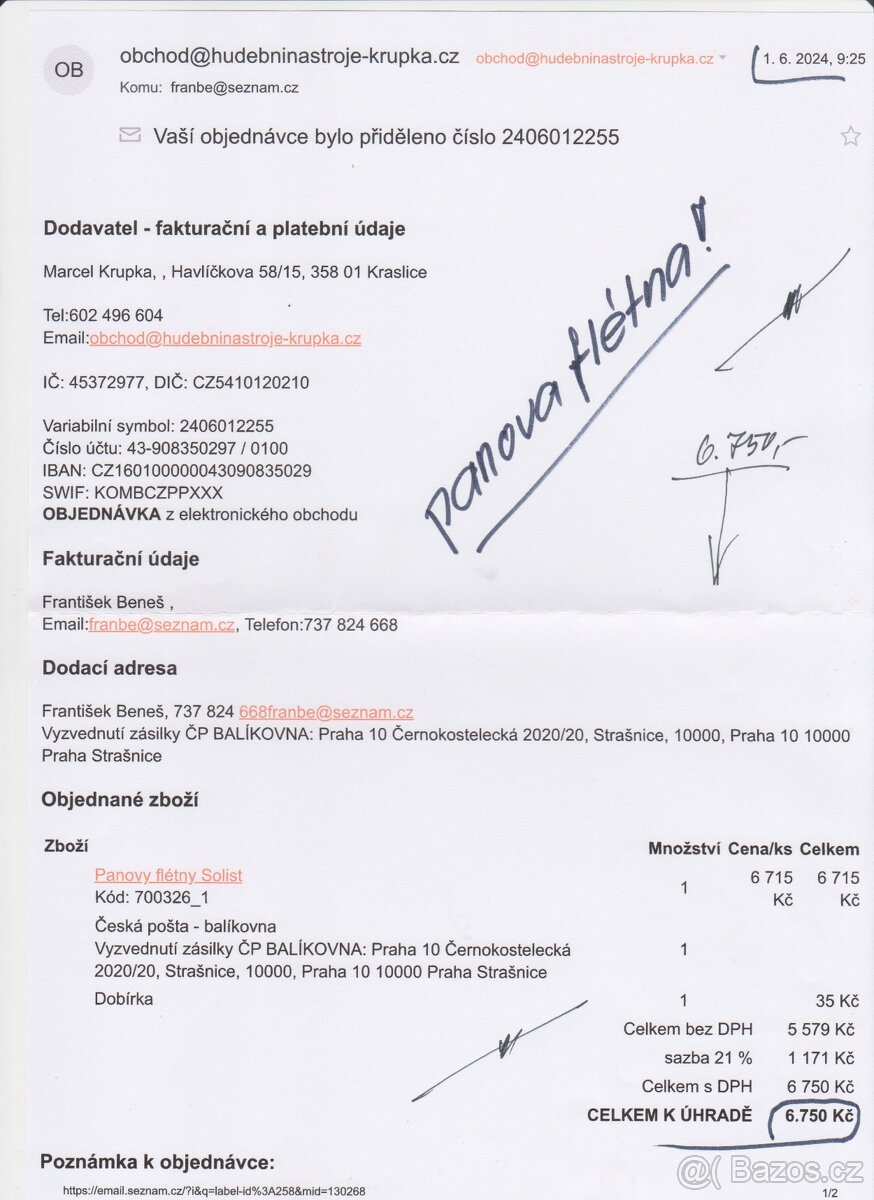 OB
obchod@hudebninastroje-krupka.cz obchod@hudebninastroje-krupka.cz 1. 6. 2024, 9:25
Komu: franbe@seznam.cz
Vaší objednávce bylo přiděleno číslo 2406012255
Dodavatel - fakturační a platební údaje
Marcel Krupka, , Havlíčkova 58/15, 358 01 Kraslice
Tel:602 496 604
Email:obchod@hudebninastroje-krupka.cz
IČ: 45372977, DIČ: CZ5410120210
panova flétna!
6.750,-
Variabilní symbol: 2406012255
Číslo účtu: 43-908350297 / 0100
IBAN: CZ160100000043090835029
SWIF: KOMBCZPPXXX
OBJEDNÁVKA z elektronického obchodu
Fakturační údaje
František Beneš ,
Email:franbe@seznam.cz, Telefon:737 824 668
Dodací adresa
František Beneš, 737 824 668franbe@seznam.cz
Vyzvednutí zásilky ČP BALÍKOVNA: Praha 10 Černokostelecká 2020/20, Strašnice, 10000, Praha 10 10000
Praha Strašnice
Objednané zboží
Zboží Množství Cena/ks Celkem
Panovy flétny Solist 1 6 715 Kč 6 715 Kč
Kód: 700326_1
Česká pošta - balíkovna
Vyzvednutí zásilky ČP BALÍKOVNA: Praha 10 Černokostelecká 1
2020/20, Strašnice, 10000, Praha 10 10000 Praha Strašnice
Dobírka 1 35 Kč
Celkem bez DPH 5 579 Kč
sazba 21 % 1 171 Kč
Celkem s DPH 6 750 Kč
CELKEM K ÚHRADĚ 6.750 Kč
Poznámka k objednávce:
https://email.seznam.cz/?i&q=label-id%3A258&mid=130268 1/2
@( Bazos.cz